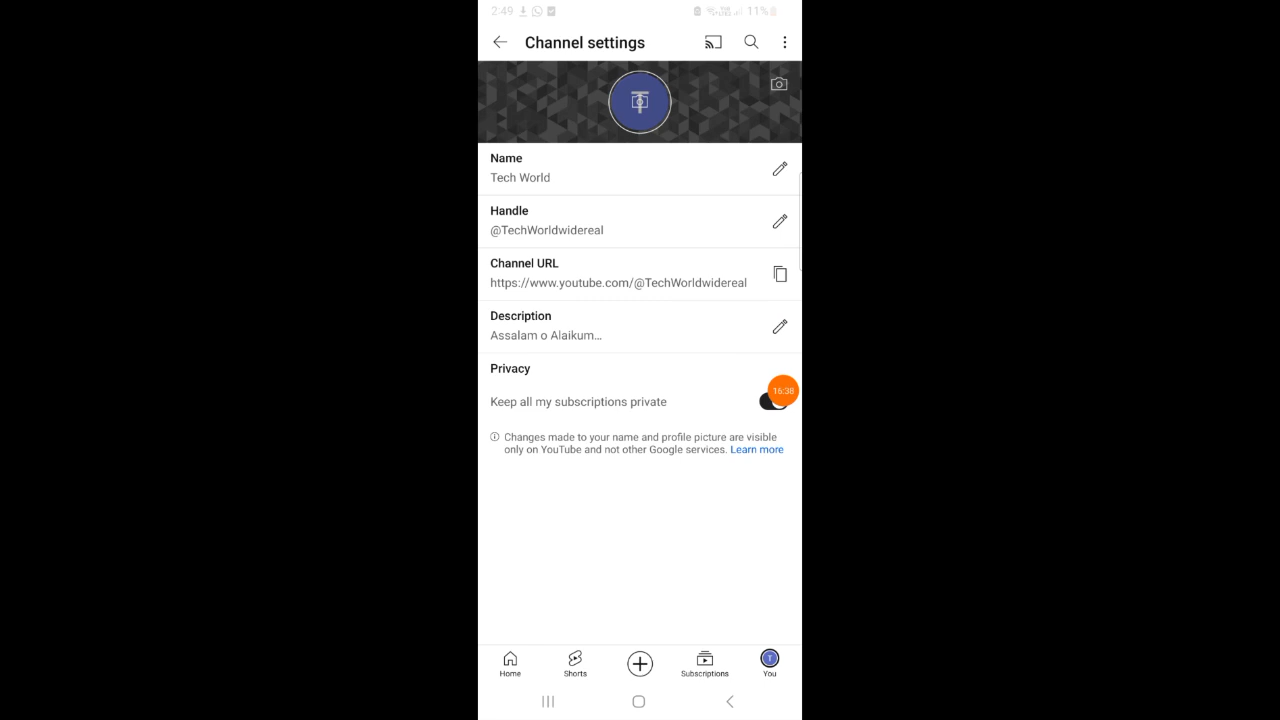 2:49 11%
Channel settings
T
Name
Tech World
Handle
@TechWorldwidereal
Channel URL
https://www.youtube.com/@TechWorldwidereal
Description
Assalam o Alaikum...
Privacy
16:38
Keep all my subscriptions private
Changes made to your name and profile picture are visible
only on YouTube and not other Google services. Learn more
T
Home Shorts Subscriptions You